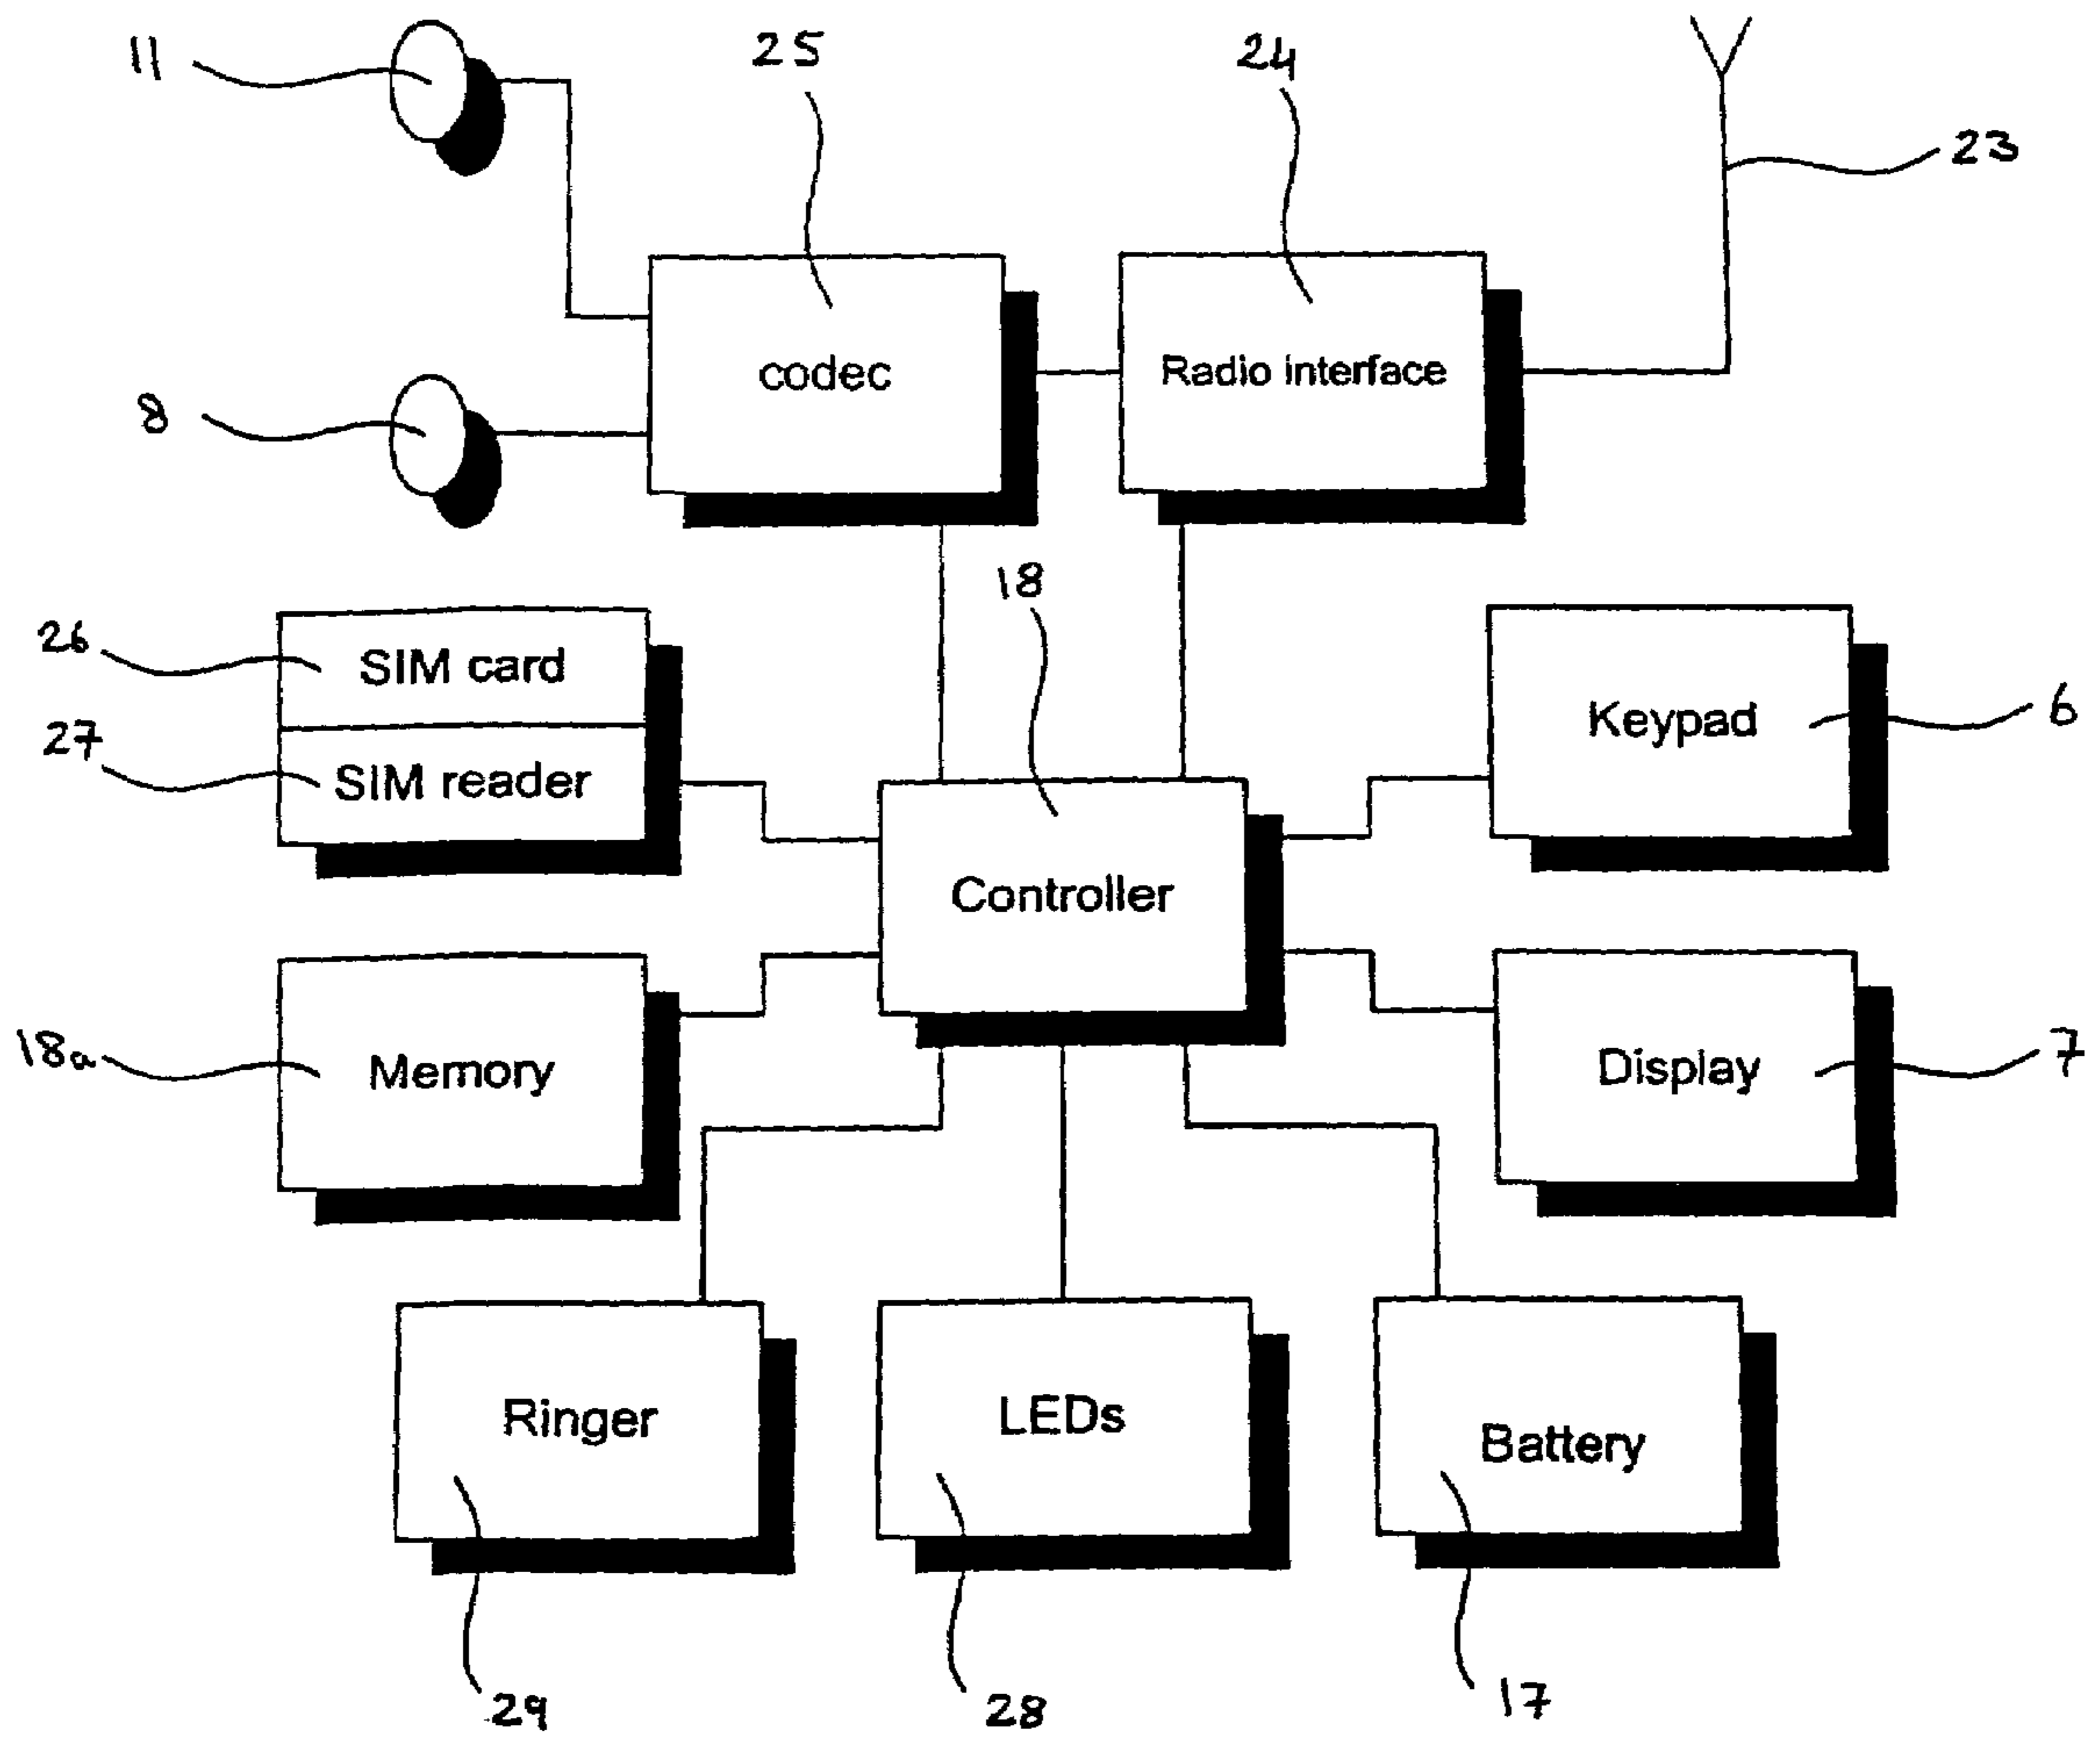 11
25
24
23
codec
Radio interface
8
18
26
SIM card
27
SIM reader
Keypad
6
Controller
18a
Memory
Display
7
Ringer
LEDs
Battery
29
28
17